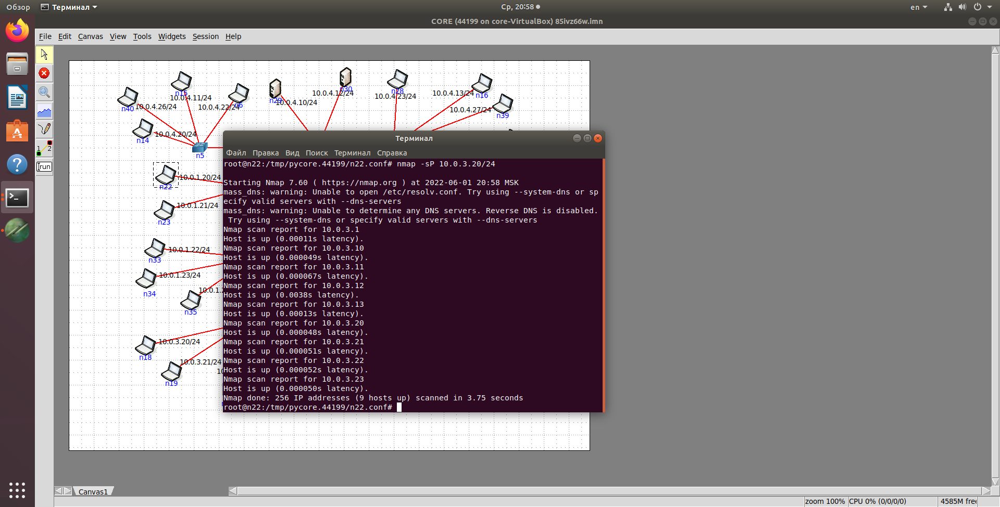 Обзор
Терминал
Ср, 20:58
en
CORE (44199 on core-VirtualBox) 85ivz66w.imn
File Edit Canvas View Tools Widgets Session Help
n15
10.0.4.11/24
n40
10.0.4.26/24
10.0.4.22/24
n6
n29
10.0.4.10/24
n30
10.0.4.12/24
n28
10.0.4.23/24
10.0.4.13/24
n16
10.0.4.27/24
n39
n14
10.0.4.20/24
n5
1 2
run
n22
10.0.1.20/24
n23
10.0.1.21/24
n33
10.0.1.22/24
n34
10.0.1.23/24
n35
10.0.1.
n18
10.0.3.20/24
n19
10.0.3.21/24
Терминал
Файл Правка Вид Поиск Терминал Справка
root@n22:/tmp/pycore.44199/n22.conf# nmap -sP 10.0.3.20/24
Starting Nmap 7.60 ( https://nmap.org ) at 2022-06-01 20:58 MSK
mass_dns: warning: Unable to open /etc/resolv.conf. Try using --system-dns or sp
ecify valid servers with --dns-servers
mass_dns: warning: Unable to determine any DNS servers. Reverse DNS is disabled.
 Try using --system-dns or specify valid servers with --dns-servers
Nmap scan report for 10.0.3.1
Host is up (0.00011s latency).
Nmap scan report for 10.0.3.10
Host is up (0.000049s latency).
Nmap scan report for 10.0.3.11
Host is up (0.000067s latency).
Nmap scan report for 10.0.3.12
Host is up (0.0038s latency).
Nmap scan report for 10.0.3.13
Host is up (0.00013s latency).
Nmap scan report for 10.0.3.20
Host is up (0.000048s latency).
Nmap scan report for 10.0.3.21
Host is up (0.000051s latency).
Nmap scan report for 10.0.3.22
Host is up (0.000052s latency).
Nmap scan report for 10.0.3.23
Host is up (0.000050s latency).
Nmap done: 256 IP addresses (9 hosts up) scanned in 3.75 seconds
root@n22:/tmp/pycore.44199/n22.conf#
Canvas1
zoom 100% CPU 0% (0/0/0/0) 4585M free